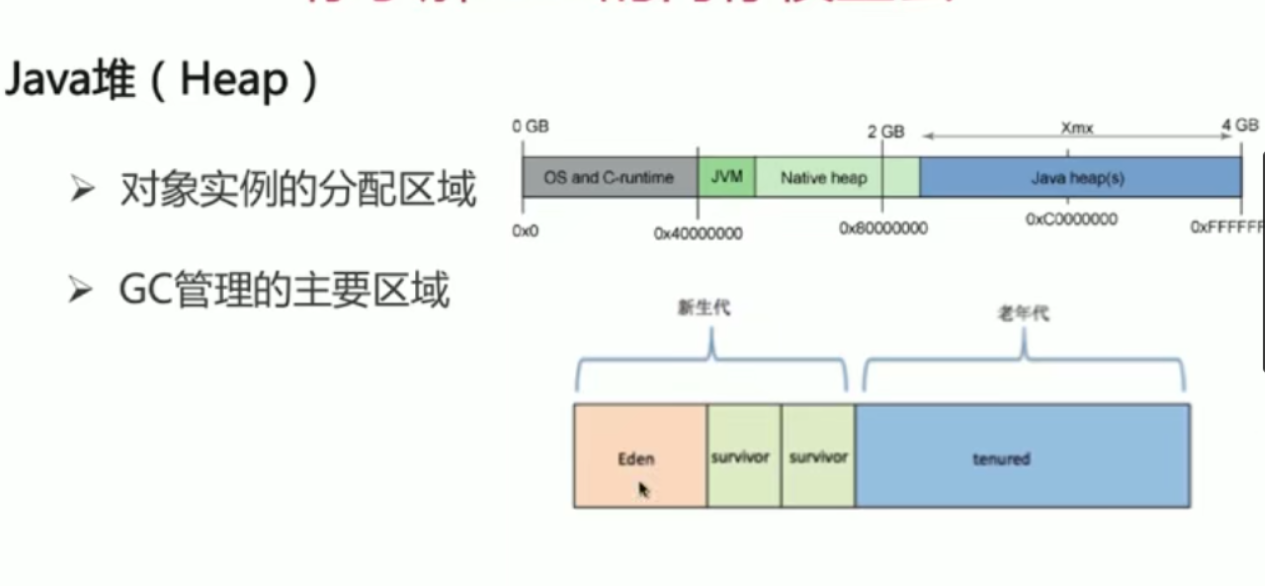 Java堆（Heap）
➢ 对象实例的分配区域
➢ GC管理的主要区域
0 GB
2 GB
Xmx
4 GB
OS and C-runtime
JVM
Native heap
Java heap(s)
0x0
0x40000000
0x80000000
0xC0000000
0xFFFFFF
新生代
老年代
Eden
survivor
survivor
tenured